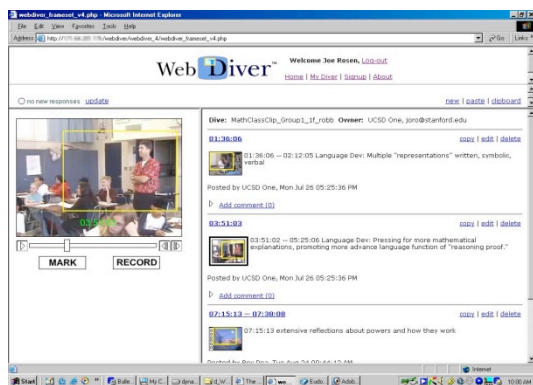 webdiver_frameset_v4.php - Microsoft Internet Explorer
File Edit View Favorites Tools Help
Address
webdiver/webdiver_4/webdiver_frameset_v4.php
Go Links
Web Diver™
Welcome Joe Rosen, Log-out
Home | My Diver | Signup | About
no new responses update
new | paste | clipboard
03:51:03
MARK RECORD
Dive: MathClassClip_Group1_1f_robb Owner: UCSD One, joro@stanford.edu
01:36:06 copy | edit | delete
01:36:06 -- 02:12:05 Language Dev: Multiple "representations" written, symbolic,
verbal
Posted by UCSD One, Mon Jul 26 05:25:36 PM
Add comment (0)
03:51:03 copy | edit | delete
03:51:02 -- 05:25:06 Language Dev: Pressing for more mathematical
explanations, promoting more advance language function of "reasoning proof."
Posted by UCSD One, Mon Jul 26 05:25:36 PM
Add comment (0)
07:15:13 -- 07:30:08 copy | edit | delete
07:15:13 extensive reflections about powers and how they work
Internet
Start
10:00 AM